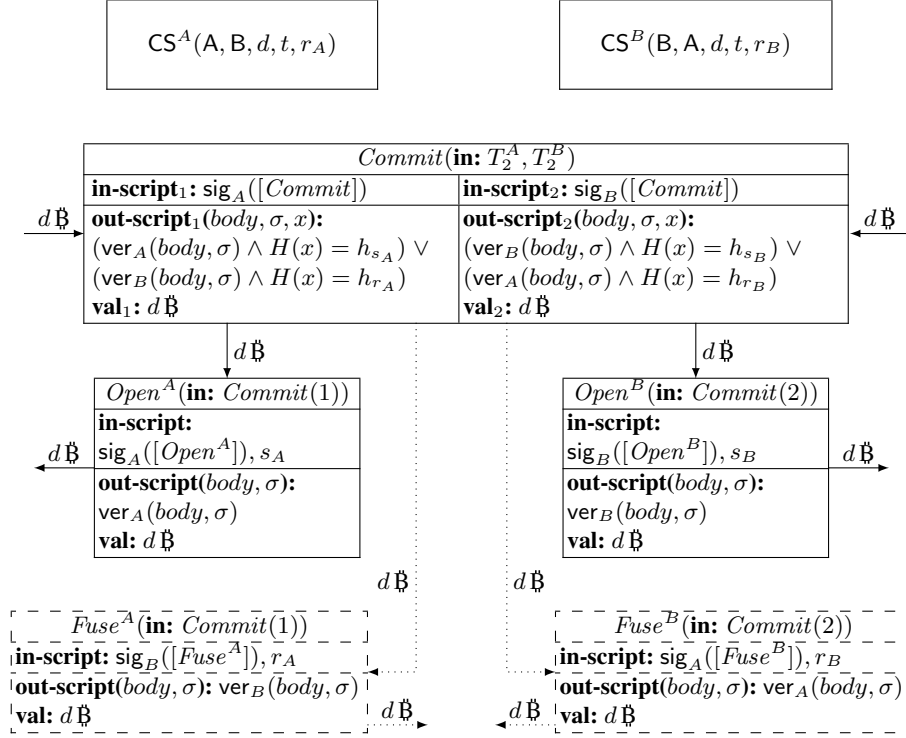 CS^A(A, B, d, t, r_A)
CS^B(B, A, d, t, r_B)
Commit(in: T_2^A, T_2^B)
in-script_1: sig_A([Commit])
in-script_2: sig_B([Commit])
d ₿
out-script_1(body, σ, x):
(ver_A(body, σ) ∧ H(x) = h_{s_A}) ∨
(ver_B(body, σ) ∧ H(x) = h_{r_A})
val_1: d ₿
out-script_2(body, σ, x):
(ver_B(body, σ) ∧ H(x) = h_{s_B}) ∨
(ver_A(body, σ) ∧ H(x) = h_{r_B})
val_2: d ₿
d ₿
d ₿
d ₿
Open^A(in: Commit(1))
in-script:
sig_A([Open^A]), s_A
out-script(body, σ):
ver_A(body, σ)
val: d ₿
d ₿
Open^B(in: Commit(2))
in-script:
sig_B([Open^B]), s_B
out-script(body, σ):
ver_B(body, σ)
val: d ₿
d ₿
d ₿
d ₿
Fuse^A(in: Commit(1))
in-script: sig_B([Fuse^A]), r_A
out-script(body, σ): ver_B(body, σ)
val: d ₿
d ₿
Fuse^B(in: Commit(2))
in-script: sig_A([Fuse^B]), r_B
out-script(body, σ): ver_A(body, σ)
val: d ₿
d ₿